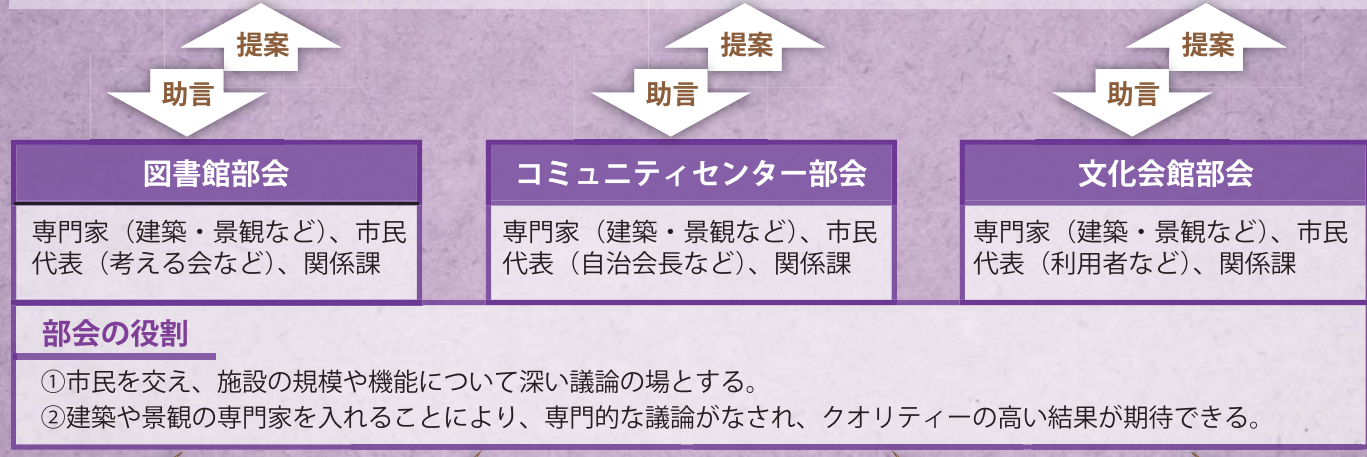 提案
助言
提案
助言
提案
助言
図書館部会
専門家（建築・景観など）、市民
代表（考える会など）、関係課
コミュニティセンター部会
専門家（建築・景観など）、市民
代表（自治会長など）、関係課
文化会館部会
専門家（建築・景観など）、市民
代表（利用者など）、関係課
部会の役割
①市民を交え、施設の規模や機能について深い議論の場とする。
②建築や景観の専門家を入れることにより、専門的な議論がなされ、クオリティーの高い結果が期待できる。